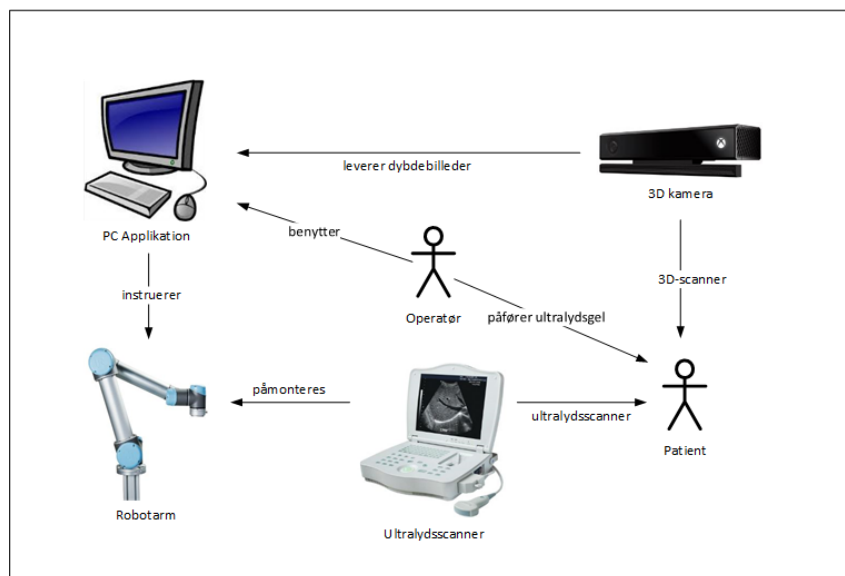 leverer dybdebilleder
3D kamera
PC Applikation
benytter
3D-scanner
instruerer
Operatør
påfører ultralydsgel
påmonteres
ultralydsscanner
Patient
Robotarm
Ultralydsscanner